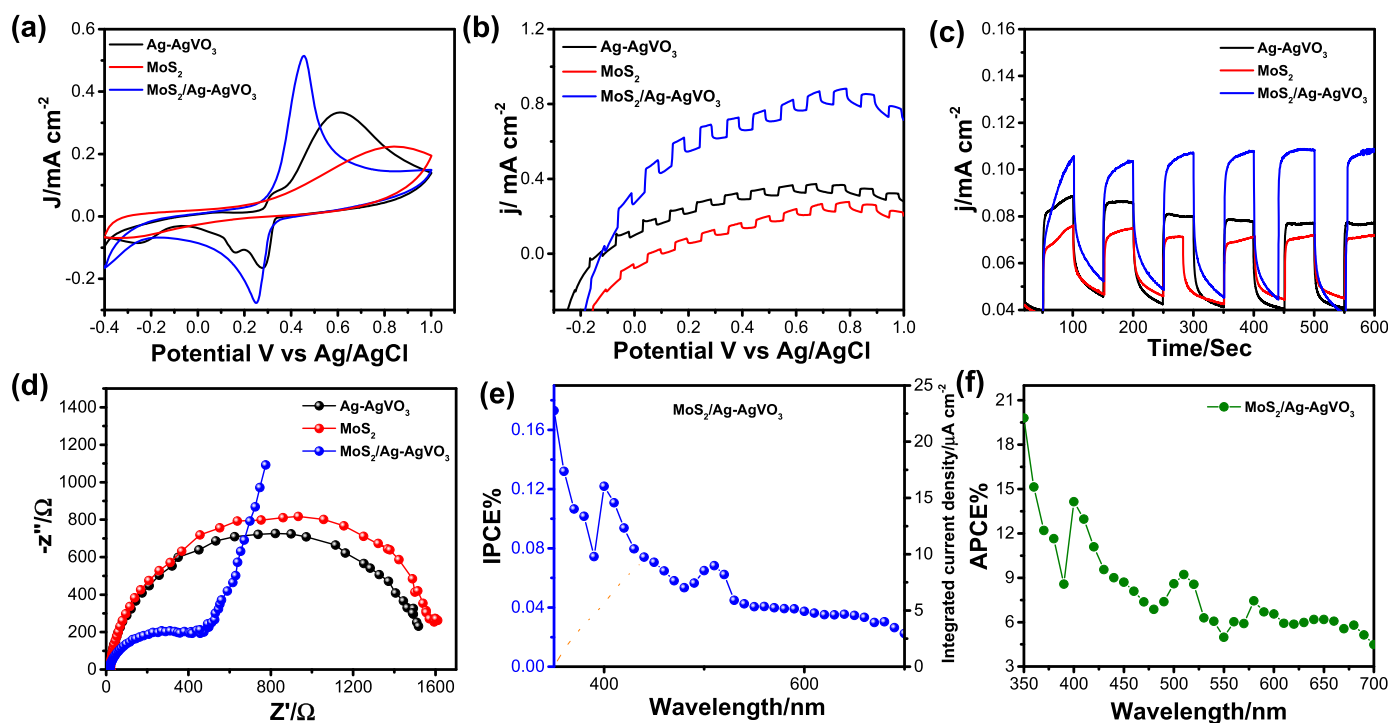 (a)
0.6
0.4
0.2
0.0
-0.2
J/mA cm-2
Ag-AgVO3
MoS2
MoS2/Ag-AgVO3
-0.4 -0.2 0.0 0.2 0.4 0.6 0.8 1.0
Potential V vs Ag/AgCl
(b)
1.2
0.8
0.4
0.0
j/ mA cm-2
Ag-AgVO3
MoS2
MoS2/Ag-AgVO3
-0.2 0.0 0.2 0.4 0.6 0.8 1.0
Potential V vs Ag/AgCl
(c)
0.16
0.14
0.12
0.10
0.08
0.06
0.04
j/mA cm-2
Ag-AgVO3
MoS2
MoS2/Ag-AgVO3
100 200 300 400 500 600
Time/Sec
(d)
1400
1200
1000
800
600
400
200
0
-z"/Ω
Ag-AgVO3
MoS2
MoS2/Ag-AgVO3
0 400 800 1200 1600
Z'/Ω
(e)
0.16
0.12
0.08
0.04
0.00
IPCE%
MoS2/Ag-AgVO3
25
20
15
10
5
0
Integrated current density/μA cm-2
400 600
Wavelength/nm
(f)
21
18
15
12
9
6
3
APCE%
MoS2/Ag-AgVO3
350 400 450 500 550 600 650 700
Wavelength/nm